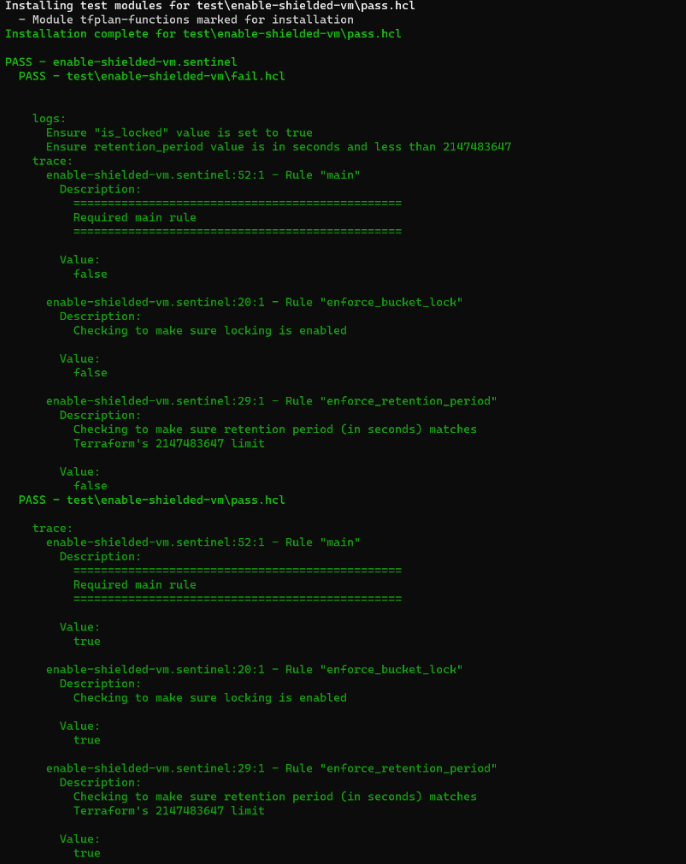 Installing test modules for test\enable-shielded-vm\pass.hcl
- Module tfplan-functions marked for installation
Installation complete for test\enable-shielded-vm\pass.hcl
PASS - enable-shielded-vm.sentinel
PASS - test\enable-shielded-vm\fail.hcl
logs:
Ensure "is_locked" value is set to true
Ensure retention_period value is in seconds and less than 2147483647
trace:
enable-shielded-vm.sentinel:52:1 - Rule "main"
Description:
================================================
Required main rule
================================================
Value:
false
enable-shielded-vm.sentinel:20:1 - Rule "enforce_bucket_lock"
Description:
Checking to make sure locking is enabled
Value:
false
enable-shielded-vm.sentinel:29:1 - Rule "enforce_retention_period"
Description:
Checking to make sure retention period (in seconds) matches
Terraform's 2147483647 limit
Value:
false
PASS - test\enable-shielded-vm\pass.hcl
trace:
enable-shielded-vm.sentinel:52:1 - Rule "main"
Description:
================================================
Required main rule
================================================
Value:
true
enable-shielded-vm.sentinel:20:1 - Rule "enforce_bucket_lock"
Description:
Checking to make sure locking is enabled
Value:
true
enable-shielded-vm.sentinel:29:1 - Rule "enforce_retention_period"
Description:
Checking to make sure retention period (in seconds) matches
Terraform's 2147483647 limit
Value:
true